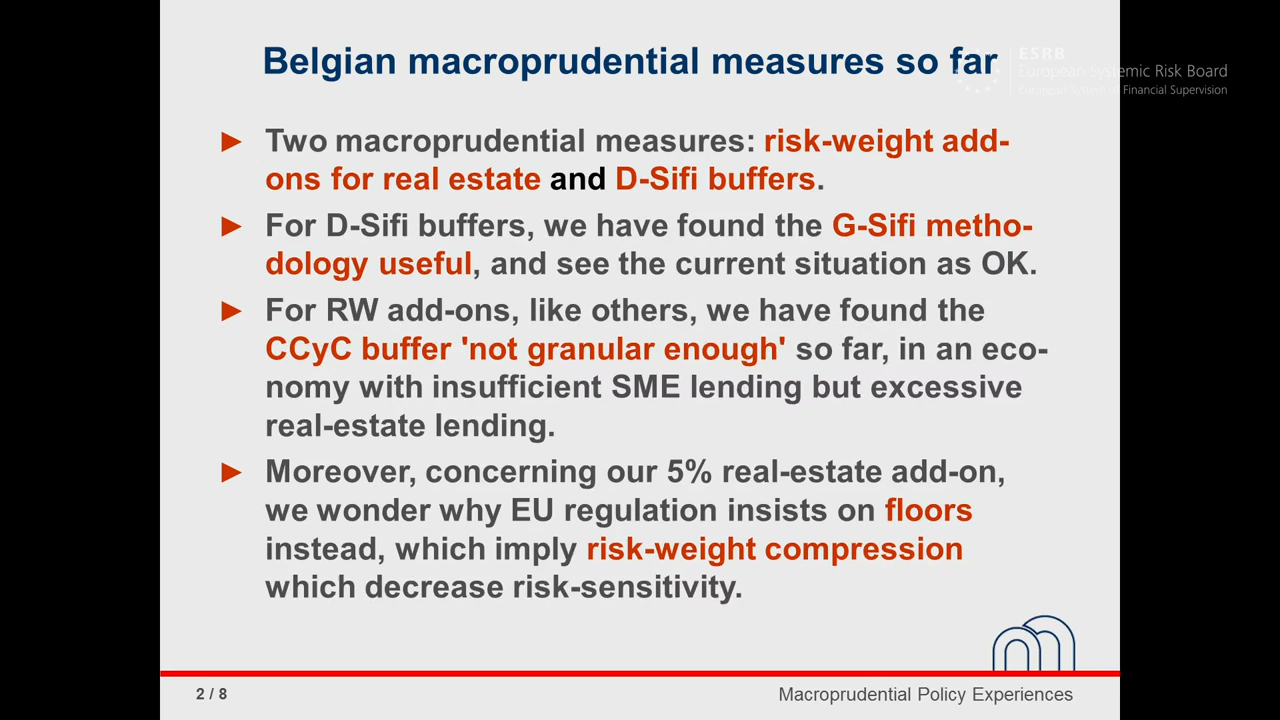 Belgian macroprudential measures so far
ESRB
European Systemic Risk Board
European System of Financial Supervision
► Two macroprudential measures: risk-weight add-
ons for real estate and D-Sifi buffers.
► For D-Sifi buffers, we have found the G-Sifi metho-
dology useful, and see the current situation as OK.
► For RW add-ons, like others, we have found the
CCyC buffer 'not granular enough' so far, in an eco-
nomy with insufficient SME lending but excessive
real-estate lending.
► Moreover, concerning our 5% real-estate add-on,
we wonder why EU regulation insists on floors
instead, which imply risk-weight compression
which decrease risk-sensitivity.
2 / 8
Macroprudential Policy Experiences